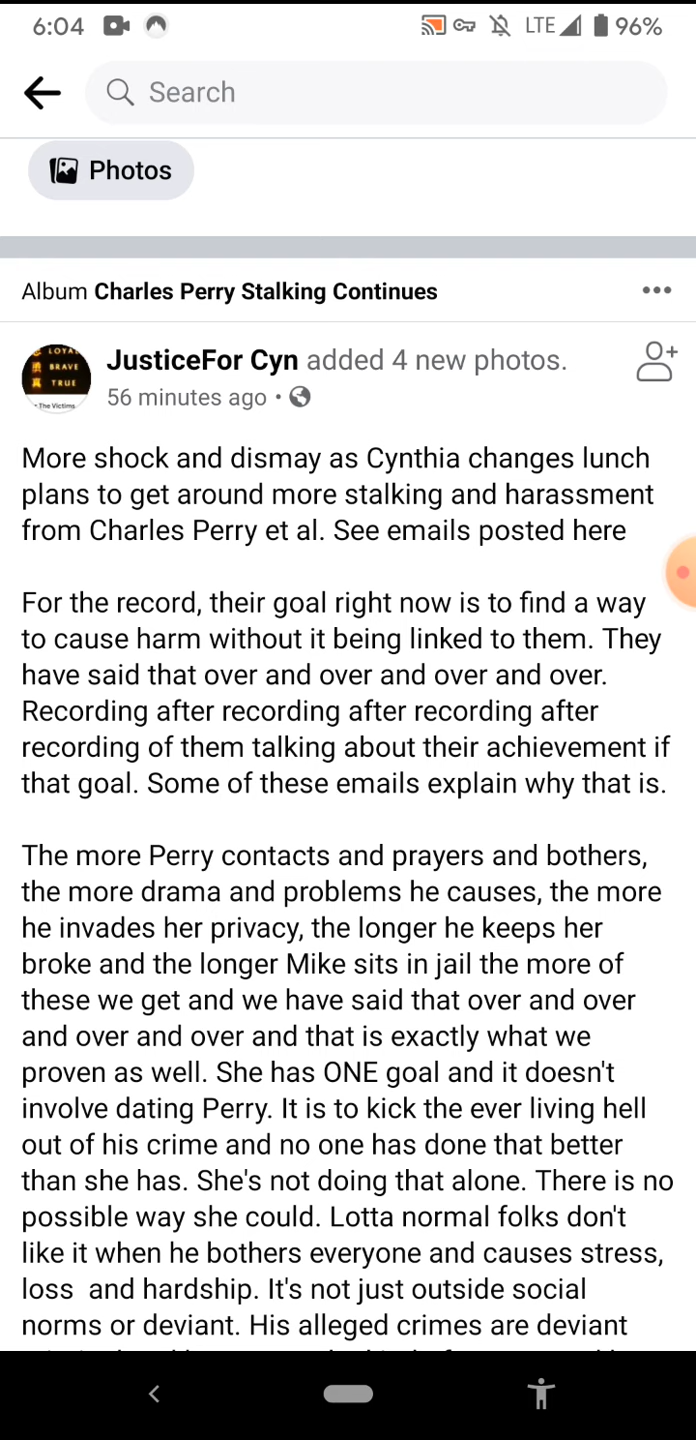 6:04
LTE 96%
Search
Photos
Album Charles Perry Stalking Continues
LOYAL
BRAVE
TRUE
The Victims
JusticeFor Cyn added 4 new photos.
56 minutes ago •
More shock and dismay as Cynthia changes lunch
plans to get around more stalking and harassment
from Charles Perry et al. See emails posted here
For the record, their goal right now is to find a way
to cause harm without it being linked to them. They
have said that over and over and over and over.
Recording after recording after recording after
recording of them talking about their achievement if
that goal. Some of these emails explain why that is.
The more Perry contacts and prayers and bothers,
the more drama and problems he causes, the more
he invades her privacy, the longer he keeps her
broke and the longer Mike sits in jail the more of
these we get and we have said that over and over
and over and over and that is exactly what we
proven as well. She has ONE goal and it doesn't
involve dating Perry. It is to kick the ever living hell
out of his crime and no one has done that better
than she has. She's not doing that alone. There is no
possible way she could. Lotta normal folks don't
like it when he bothers everyone and causes stress,
loss  and hardship. It's not just outside social
norms or deviant. His alleged crimes are deviant